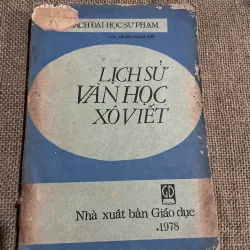 SÁCH ĐẠI HỌC SƯ PHẠM
LỊCH SỬ
VĂN HỌC
XÔ VIẾT
Nhà xuất bản Giáo dục
.1978